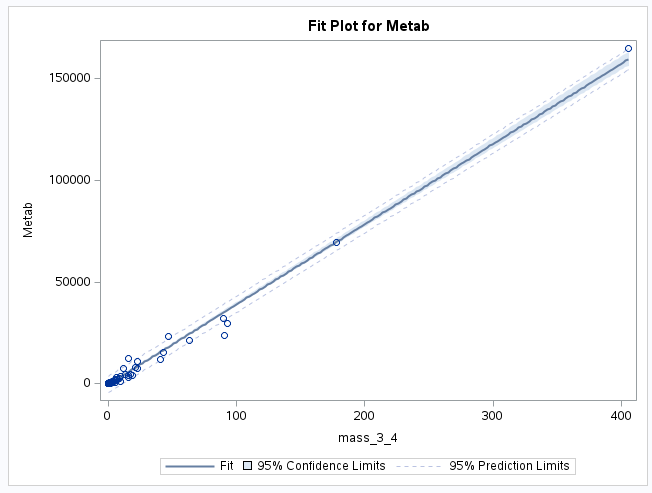 Fit Plot for Metab
150000
100000
50000
0
Metab
0 100 200 300 400
mass_3_4
Fit 95% Confidence Limits 95% Prediction Limits